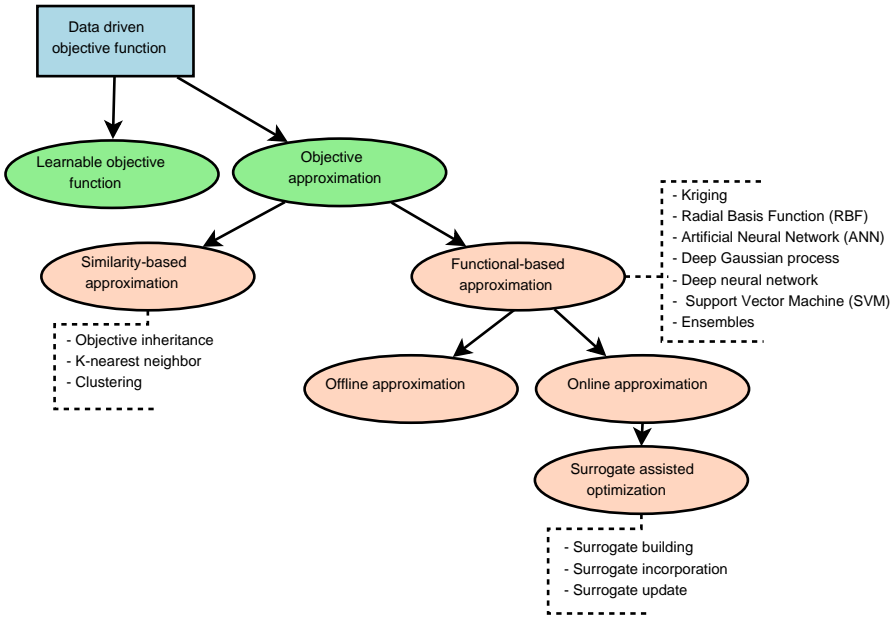 Data driven
objective function
Learnable objective
function
Objective
approximation
Similarity-based
approximation
- Objective inheritance
- K-nearest neighbor
- Clustering
Functional-based
approximation
- Kriging
- Radial Basis Function (RBF)
- Artificial Neural Network (ANN)
- Deep Gaussian process
- Deep neural network
- Support Vector Machine (SVM)
- Ensembles
Offline approximation
Online approximation
Surrogate assisted
optimization
- Surrogate building
- Surrogate incorporation
- Surrogate update